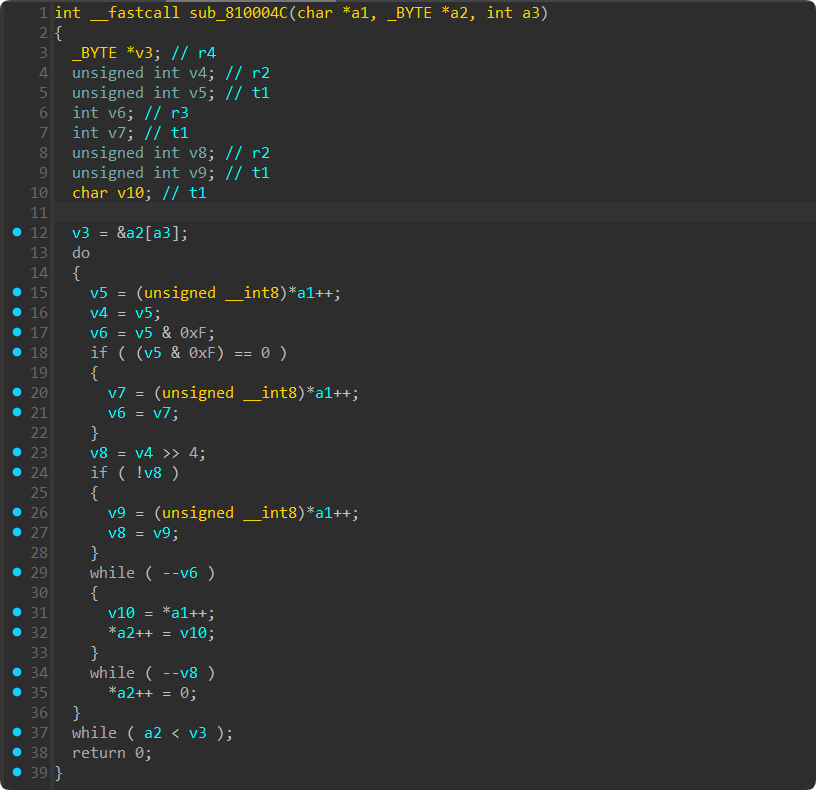 1 int __fastcall sub_810004C(char *a1, _BYTE *a2, int a3)
2 {
3   _BYTE *v3; // r4
4   unsigned int v4; // r2
5   unsigned int v5; // t1
6   int v6; // r3
7   int v7; // t1
8   unsigned int v8; // r2
9   unsigned int v9; // t1
10   char v10; // t1
11
12   v3 = &a2[a3];
13   do
14   {
15     v5 = (unsigned __int8)*a1++;
16     v4 = v5;
17     v6 = v5 & 0xF;
18     if ( (v5 & 0xF) == 0 )
19     {
20       v7 = (unsigned __int8)*a1++;
21       v6 = v7;
22     }
23     v8 = v4 >> 4;
24     if ( !v8 )
25     {
26       v9 = (unsigned __int8)*a1++;
27       v8 = v9;
28     }
29     while ( --v6 )
30     {
31       v10 = *a1++;
32       *a2++ = v10;
33     }
34     while ( --v8 )
35       *a2++ = 0;
36   }
37   while ( a2 < v3 );
38   return 0;
39 }